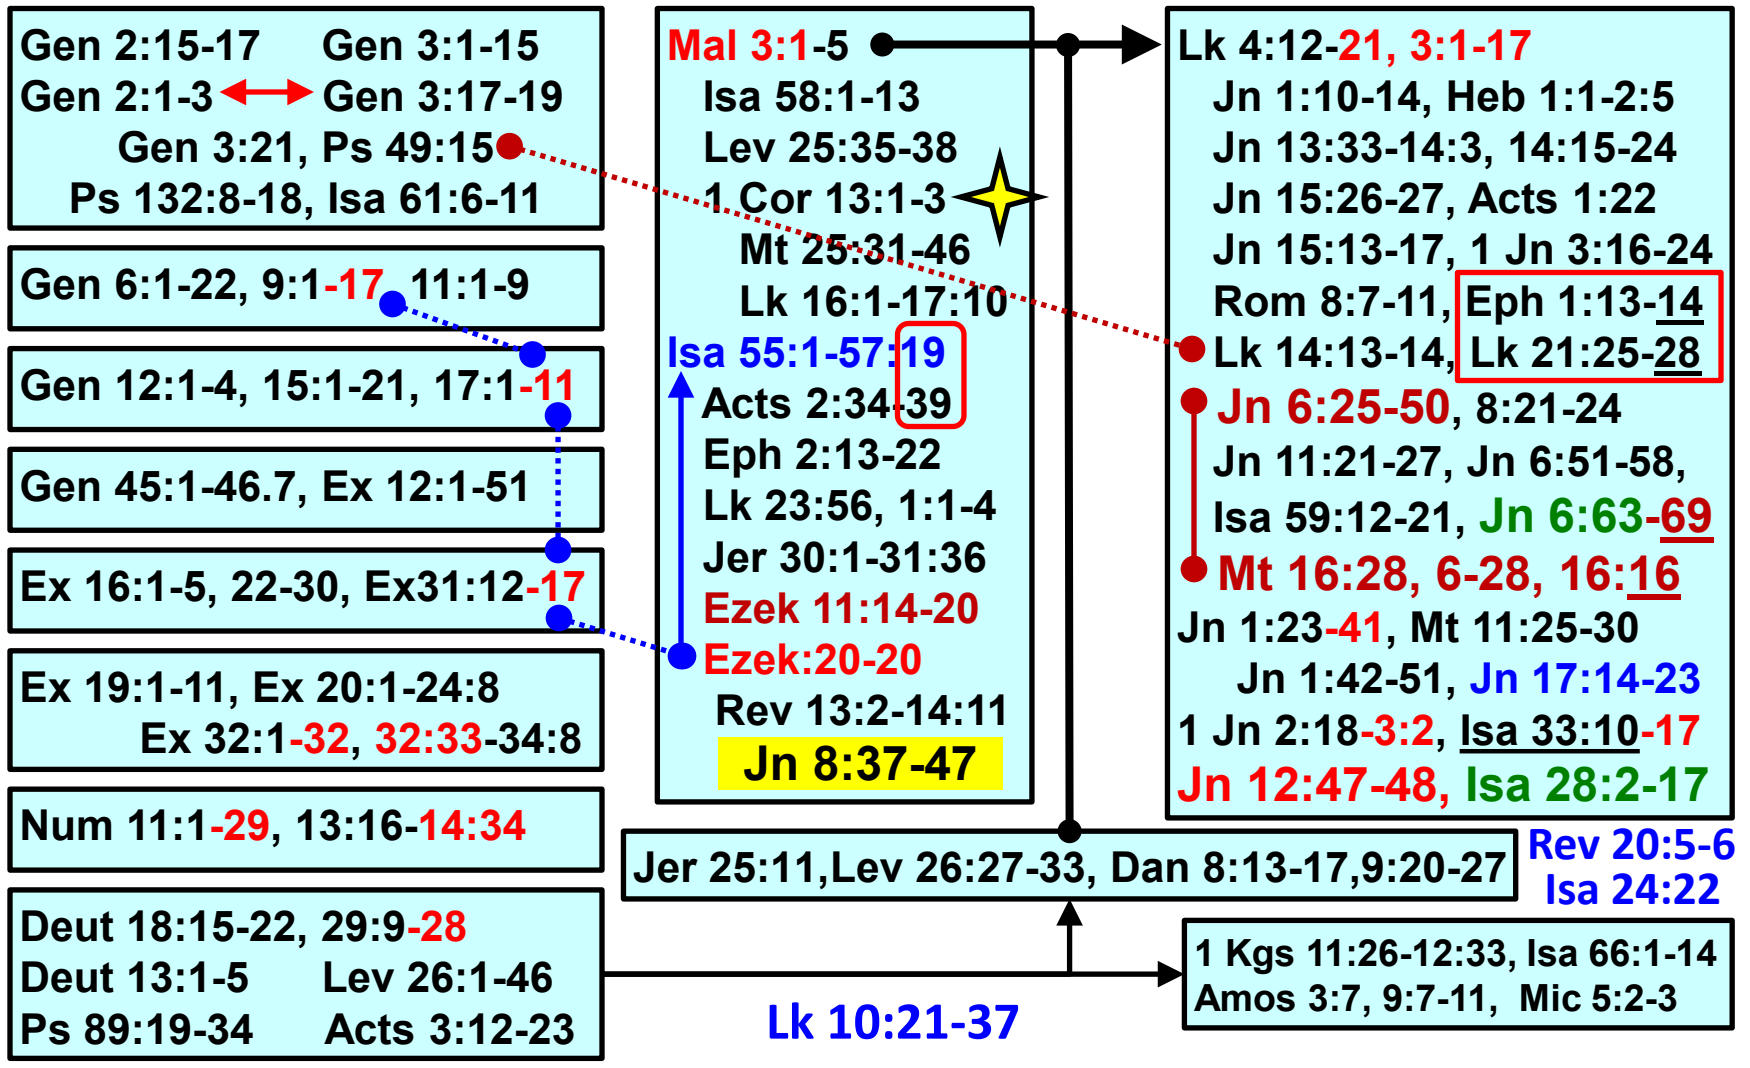 Gen 2:15-17 Gen 3:1-15
Gen 2:1-3 Gen 3:17-19
Gen 3:21, Ps 49:15
Ps 132:8-18, Isa 61:6-11
Gen 6:1-22, 9:1-17 11:1-9
Gen 12:1-4, 15:1-21, 17:1-11
Gen 45:1-46.7, Ex 12:1-51
Ex 16:1-5, 22-30, Ex31:12-17
Ex 19:1-11, Ex 20:1-24:8
Ex 32:1-32, 32:33-34:8
Num 11:1-29, 13:16-14:34
Deut 18:15-22, 29:9-28
Deut 13:1-5 Lev 26:1-46
Ps 89:19-34 Acts 3:12-23
Mal 3:1-5
Isa 58:1-13
Lev 25:35-38
1 Cor 13:1-3
Mt 25:31-46
Lk 16:1-17:10
Isa 55:1-57:19
Acts 2:34-39
Eph 2:13-22
Lk 23:56, 1:1-4
Jer 30:1-31:36
Ezek 11:14-20
Ezek:20-20
Rev 13:2-14:11
Jn 8:37-47
Lk 4:12-21, 3:1-17
Jn 1:10-14, Heb 1:1-2:5
Jn 13:33-14:3, 14:15-24
Jn 15:26-27, Acts 1:22
Jn 15:13-17, 1 Jn 3:16-24
Rom 8:7-11, Eph 1:13-14
Lk 14:13-14, Lk 21:25-28
Jn 6:25-50, 8:21-24
Jn 11:21-27, Jn 6:51-58,
Isa 59:12-21, Jn 6:63-69
Mt 16:28, 6-28, 16:16
Jn 1:23-41, Mt 11:25-30
Jn 1:42-51, Jn 17:14-23
1 Jn 2:18-3:2, Isa 33:10-17
Jn 12:47-48, Isa 28:2-17
Jer 25:11,Lev 26:27-33, Dan 8:13-17,9:20-27
Rev 20:5-6
Isa 24:22
1 Kgs 11:26-12:33, Isa 66:1-14
Amos 3:7, 9:7-11, Mic 5:2-3
Lk 10:21-37